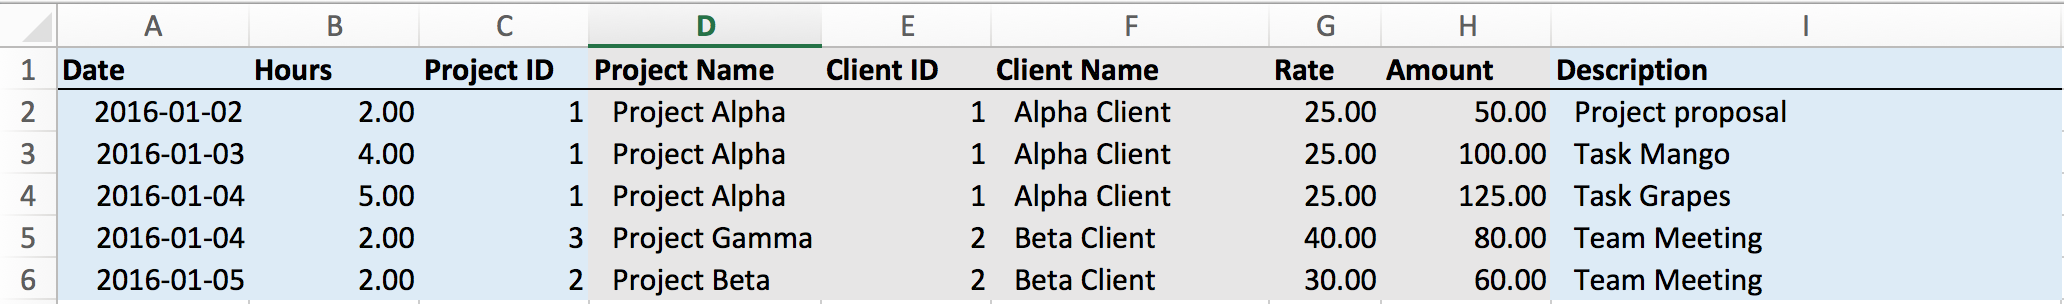 A B C D E F G H I
1 Date Hours Project ID Project Name Client ID Client Name Rate Amount Description
2 2016-01-02 2.00 1 Project Alpha 1 Alpha Client 25.00 50.00 Project proposal
3 2016-01-03 4.00 1 Project Alpha 1 Alpha Client 25.00 100.00 Task Mango
4 2016-01-04 5.00 1 Project Alpha 1 Alpha Client 25.00 125.00 Task Grapes
5 2016-01-04 2.00 3 Project Gamma 2 Beta Client 40.00 80.00 Team Meeting
6 2016-01-05 2.00 2 Project Beta 2 Beta Client 30.00 60.00 Team Meeting